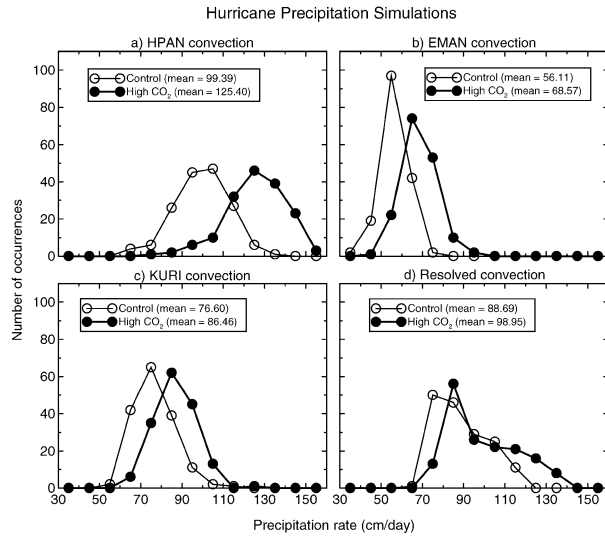 Hurricane Precipitation Simulations
a) HPAN convection
Control (mean = 99.39)
High CO₂ (mean = 125.40)
b) EMAN convection
Control (mean = 56.11)
High CO₂ (mean = 68.57)
100
80
60
40
20
0
Number of occurrences
c) KURI convection
Control (mean = 76.60)
High CO₂ (mean = 86.46)
d) Resolved convection
Control (mean = 88.69)
High CO₂ (mean = 98.95)
100
80
60
40
20
0
30 70 90 110 130 150 30 70 90 110 130 150
Precipitation rate (cm/day)